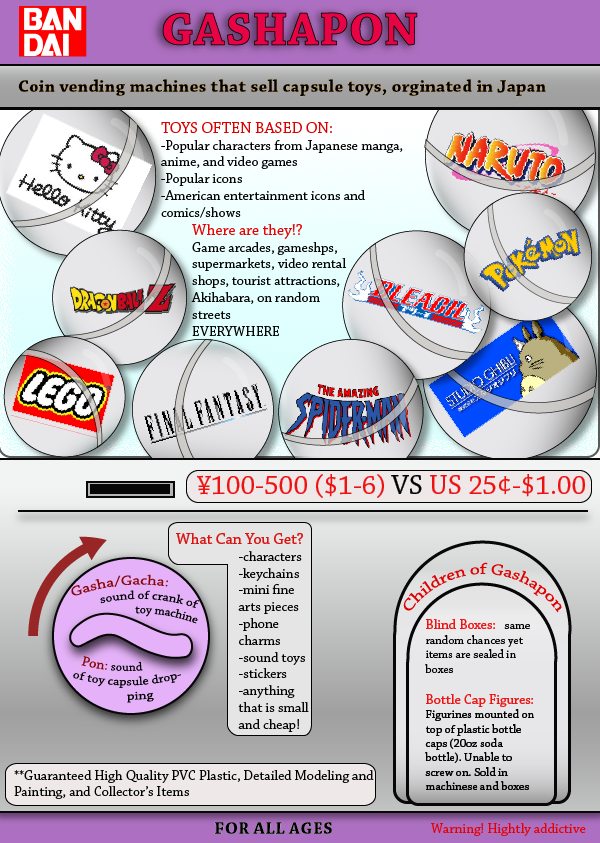 BAN
DAI
GASHAPON
Coin vending machines that sell capsule toys, orginated in Japan
Hello Kitty
TOYS OFTEN BASED ON:
-Popular characters from Japanese manga,
anime, and video games
-Popular icons
-American entertainment icons and
comics/shows
NARUTO
Where are they!?
Game arcades, gameshps,
supermarkets, video rental
shops, tourist attractions,
Akihabara, on random
streets
EVERYWHERE
POKéMON
DRAGONBALL Z
BLEACH
STUDIO GHIBLI
LEGO
FINAL FANTASY
THE AMAZING
SPIDER-MAN
¥100-500 ($1-6) VS US 25¢-$1.00
What Can You Get?
-characters
-keychains
-mini fine
arts pieces
-phone
charms
-sound toys
-stickers
-anything
that is small
and cheap!
Gasha/Gacha:
sound of crank of
toy machine
Pon: sound
of toy capsule drop-
ping
Children of Gashapon
Blind Boxes: same
random chances yet
items are sealed in
boxes
Bottle Cap Figures:
Figurines mounted on
top of plastic bottle
caps (20oz soda
bottle). Unable to
screw on. Sold in
machinese and boxes
**Guaranteed High Quality PVC Plastic, Detailed Modeling and
Painting, and Collector's Items
FOR ALL AGES
Warning! Hightly addictive